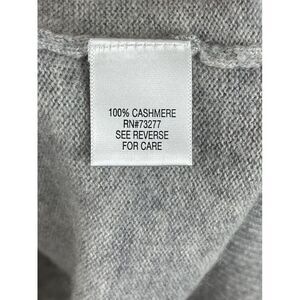 100% CASHMERE
RN#73277
SEE REVERSE
FOR CARE